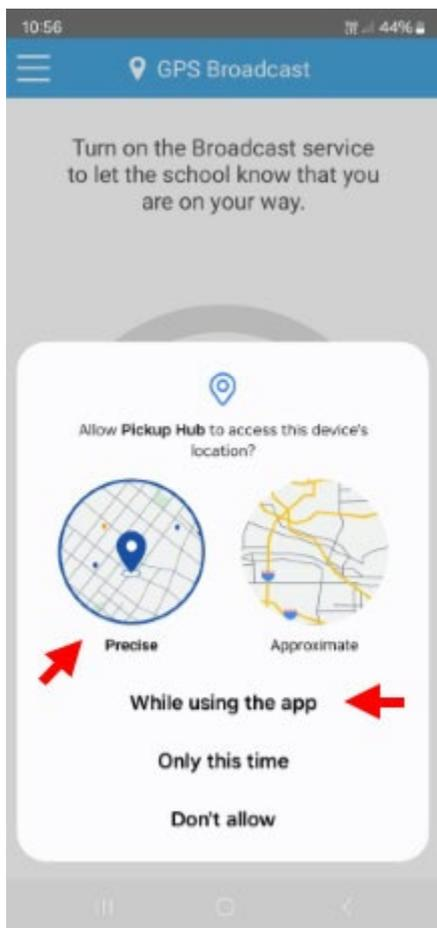 10:56
44%
GPS Broadcast
Turn on the Broadcast service
to let the school know that you
are on your way.
Allow Pickup Hub to access this device's
location?
Precise
Approximate
While using the app
Only this time
Don't allow